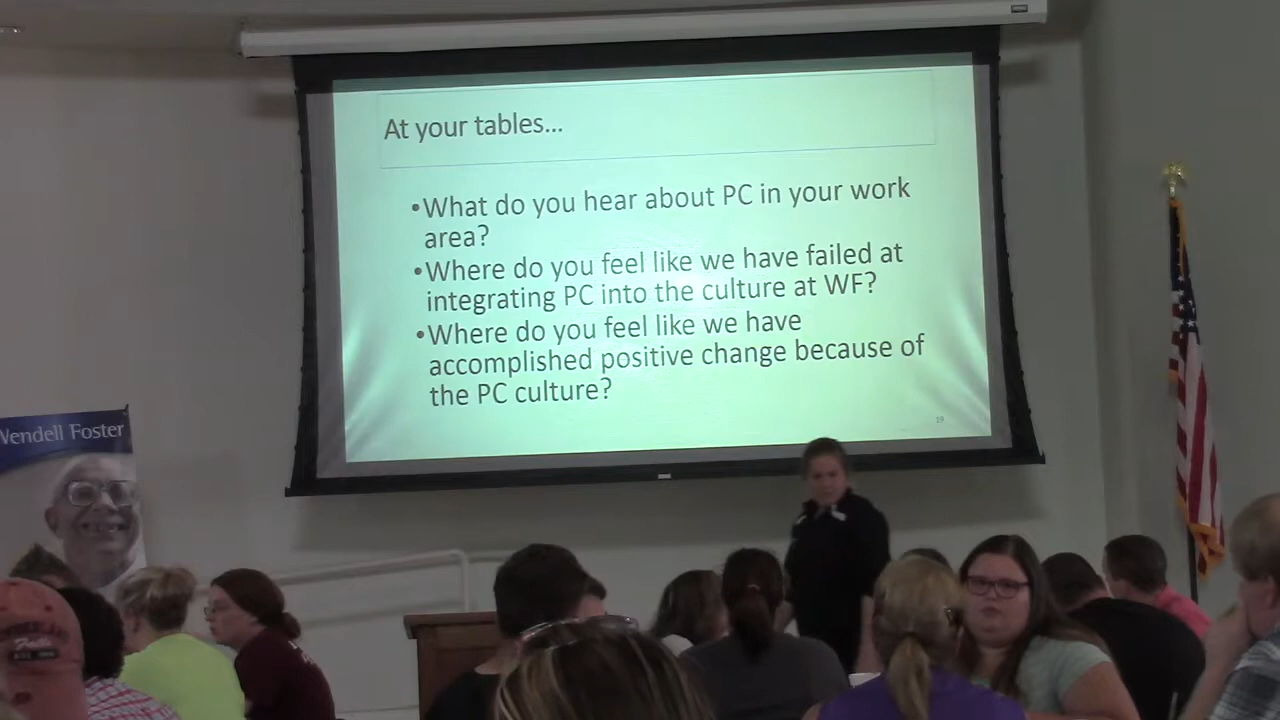 At your tables...
•What do you hear about PC in your work
area?
•Where do you feel like we have failed at
integrating PC into the culture at WF?
•Where do you feel like we have
accomplished positive change because of
the PC culture?
19
Wendell Foster